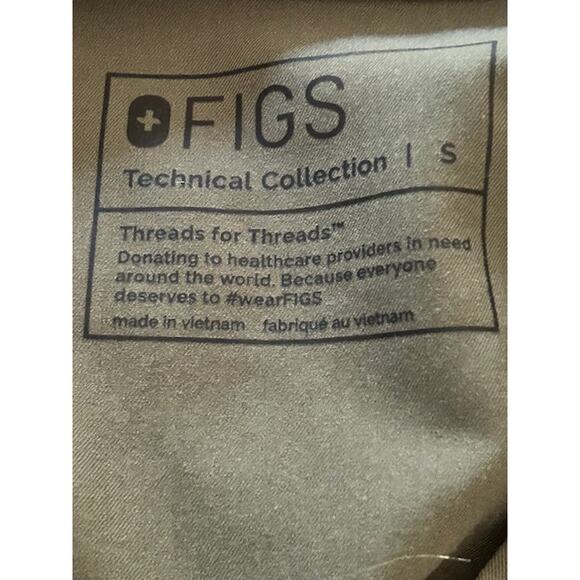 FIGS
Technical Collection | S
Threads for Threads™
Donating to healthcare providers in need
around the world. Because everyone
deserves to #wearFIGS
made in vietnam fabriqué au vietnam